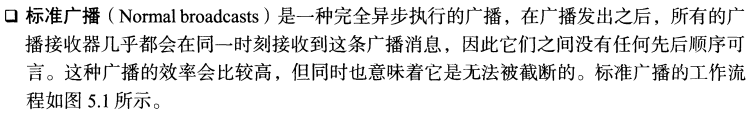 ❑ 标准广播（Normal broadcasts）是一种完全异步执行的广播，在广播发出之后，所有的广
播接收器几乎都会在同一时刻接收到这条广播消息，因此它们之间没有任何先后顺序可
言。这种广播的效率会比较高，但同时也意味着它是无法被截断的。标准广播的工作流
程如图 5.1 所示。